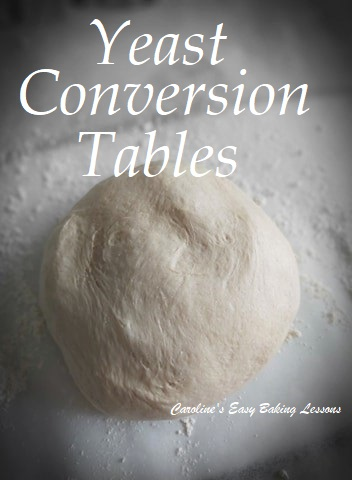 Yeast
Conversion
Tables
Caroline's Easy Baking Lessons